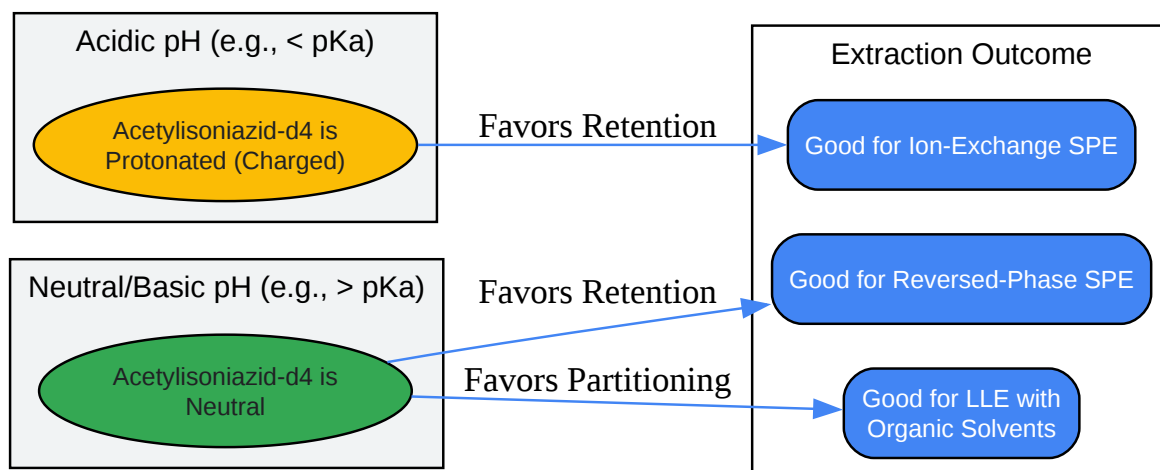 Acidic pH (e.g., < pKa)
Acetylisoniazid-d4 is
Protonated (Charged)
Favors Retention
Extraction Outcome
Good for Ion-Exchange SPE
Neutral/Basic pH (e.g., > pKa)
Acetylisoniazid-d4 is
Neutral
Favors Retention
Good for Reversed-Phase SPE
Favors Partitioning
Good for LLE with
Organic Solvents